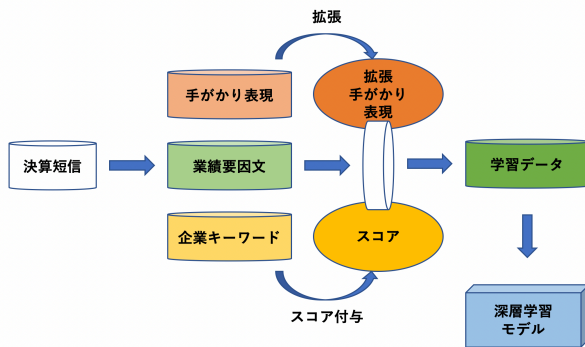 拡張
手がかり表現
拡張
手がかり
表現
決算短信
業績要因文
学習データ
企業キーワード
スコア
スコア付与
深層学習
モデル